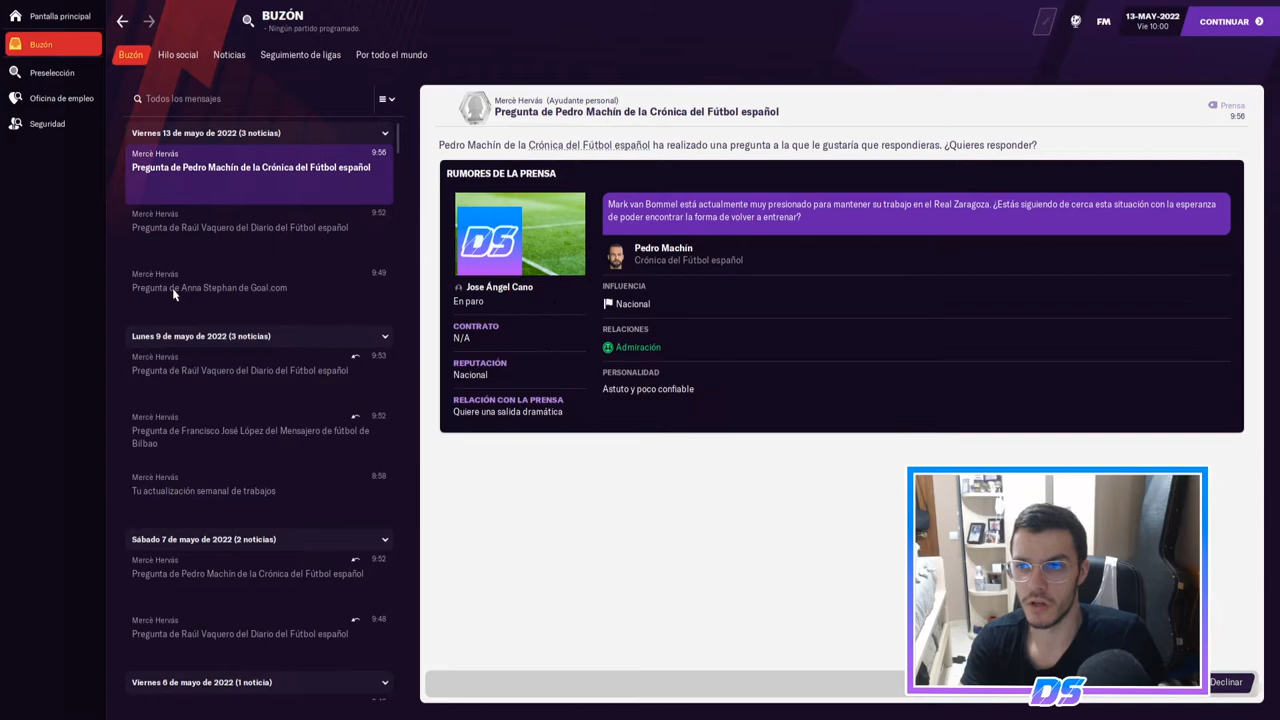 Pantalla principal
Buzón
Preselección
Oficina de empleo
Seguridad
BUZÓN
- Ningún partido programado.
FM
13-MAY-2022
Vie 10:00
CONTINUAR
Buzón
Hilo social
Noticias
Seguimiento de ligas
Por todo el mundo
Todos los mensajes
Viernes 13 de mayo de 2022 (3 noticias)
Mercè Hervás
9:56
Pregunta de Pedro Machín de la Crónica del Fútbol español
Mercè Hervás
9:52
Pregunta de Raúl Vaquero del Diario del Fútbol español
Mercè Hervás
9:49
Pregunta de Anna Stephan de Goal.com
Lunes 9 de mayo de 2022 (3 noticias)
Mercè Hervás
9:53
Pregunta de Raúl Vaquero del Diario del Fútbol español
Mercè Hervás
9:52
Pregunta de Francisco José López del Mensajero de fútbol de
Bilbao
Mercè Hervás
8:58
Tu actualización semanal de trabajos
Sábado 7 de mayo de 2022 (2 noticias)
Mercè Hervás
9:52
Pregunta de Pedro Machín de la Crónica del Fútbol español
Mercè Hervás
9:48
Pregunta de Raúl Vaquero del Diario del Fútbol español
Viernes 6 de mayo de 2022 (1 noticia)
Mercè Hervás (Ayudante personal)
Pregunta de Pedro Machín de la Crónica del Fútbol español
Prensa
9:56
Pedro Machín de la Crónica del Fútbol español ha realizado una pregunta a la que le gustaría que respondieras. ¿Quieres responder?
RUMORES DE LA PRENSA
DS
Jose Ángel Cano
En paro
CONTRATO
N/A
REPUTACIÓN
Nacional
RELACIÓN CON LA PRENSA
Quiere una salida dramática
Mark van Bommel está actualmente muy presionado para mantener su trabajo en el Real Zaragoza. ¿Estás siguiendo de cerca esta situación con la esperanza
de poder encontrar la forma de volver a entrenar?
Pedro Machín
Crónica del Fútbol español
INFLUENCIA
Nacional
RELACIONES
Admiración
PERSONALIDAD
Astuto y poco confiable
Declinar
DS